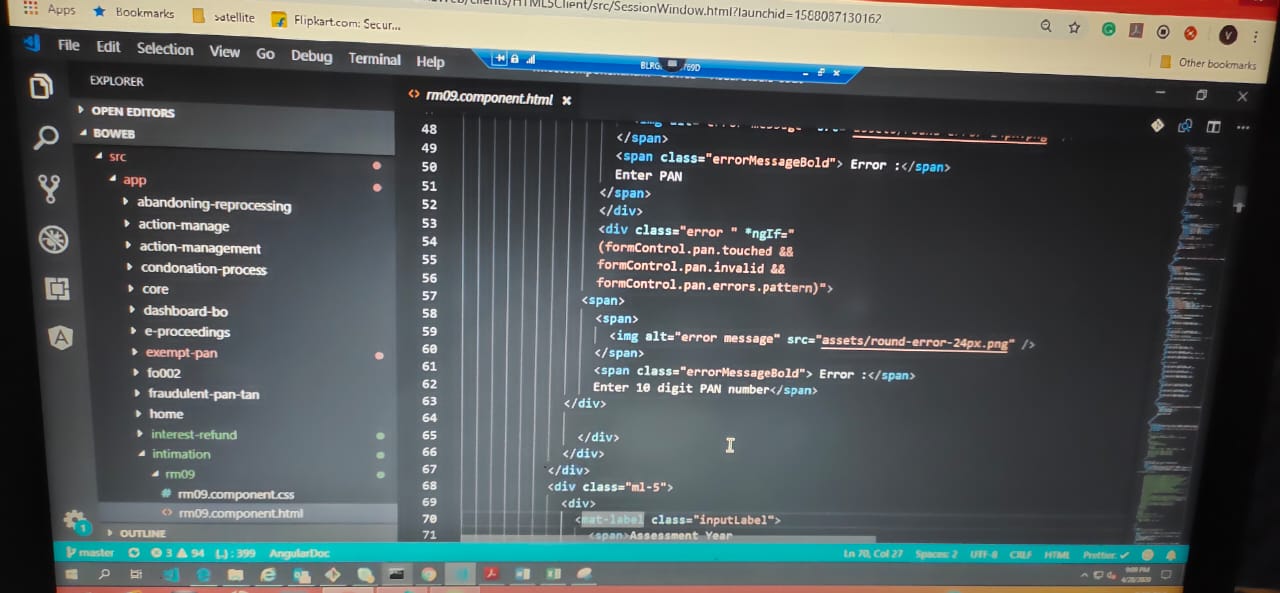 Apps
Bookmarks
satellite
Flipkart.com: Secur...
/clients/HTML5Client/src/SessionWindow.html?launchid=1588087130162
Other bookmarks
V
File Edit Selection View Go Debug Terminal Help
EXPLORER
OPEN EDITORS
BOWEB
src
app
abandoning-reprocessing
action-manage
action-management
condonation-process
core
dashboard-bo
e-proceedings
exempt-pan
fo002
fraudulent-pan-tan
home
interest-refund
intimation
rm09
# rm09.component.css
<> rm09.component.html
OUTLINE
<> rm09.component.html ×
48
49 </span>
50 <span class="errorMessageBold"> Error :</span>
51 Enter PAN
52 </span>
53 </div>
54 <div class="error " *ngIf="
55 (formControl.pan.touched &&
56 formControl.pan.invalid &&
57 formControl.pan.errors.pattern)">
58 <span>
59 <span>
60 <img alt="error message" src="assets/round-error-24px.png" />
61 </span>
62 <span class="errorMessageBold"> Error :</span>
63 Enter 10 digit PAN number</span>
64 </div>
65
66 </div>
67 </div>
68 </div>
69 <div class="ml-5">
70 <div>
71 <mat-label class="inputLabel">
<span>Assessment Year
1
master 3 94 {..} : 399 AngularDoc
Ln 70, Col 27 Spaces: 2 UTF-8 CRLF HTML Prettier: ✓
9:09 PM
4/28/2020